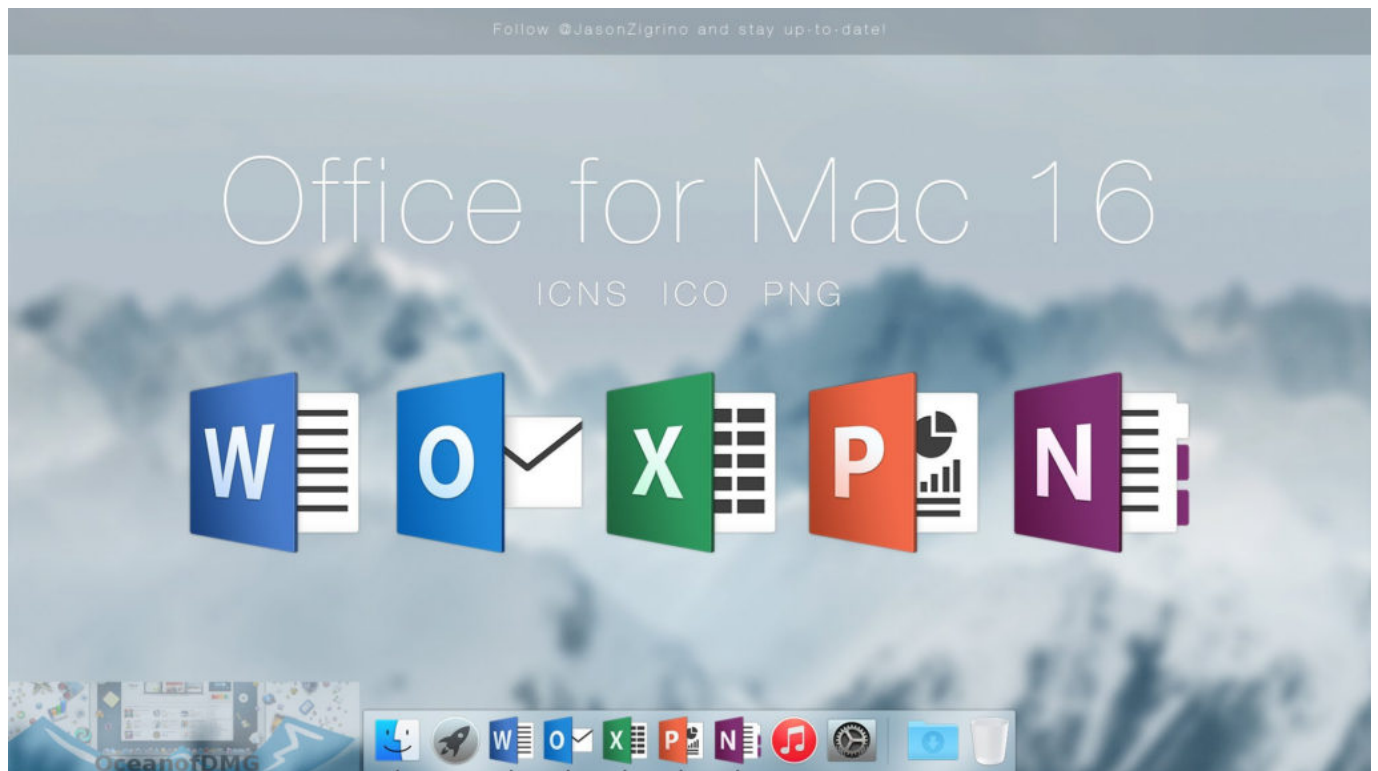 Follow @JasonZigrino and stay up-to-date!
Office for Mac 16
ICNS ICO PNG
W O X P N
W O X P N
OceanofDMG